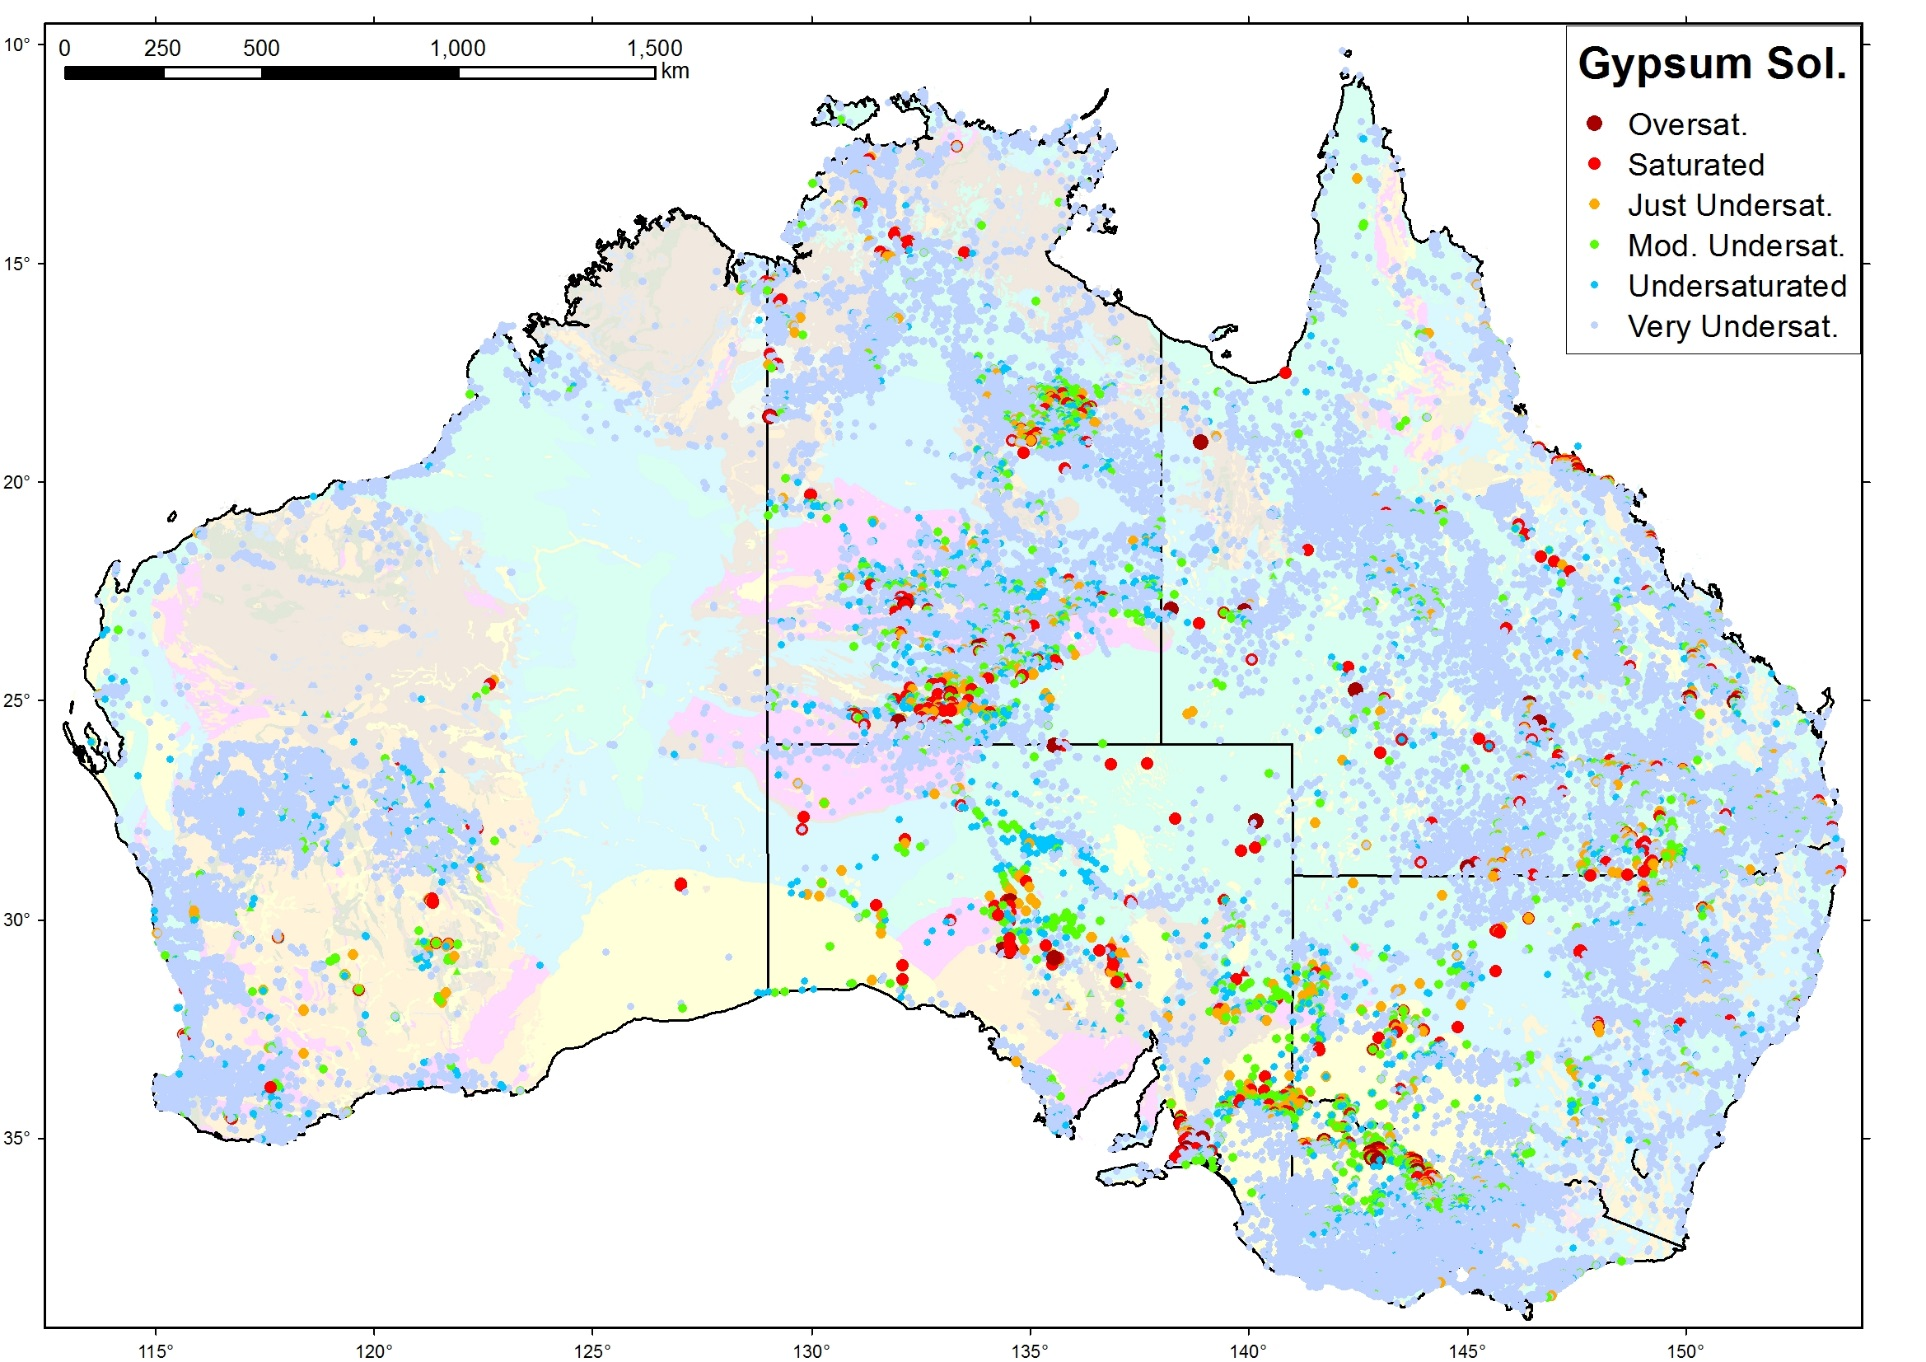 0 250 500 1,000 1,500
km
Gypsum Sol.
Oversat.
Saturated
Just Undersat.
Mod. Undersat.
Undersaturated
Very Undersat.
10°
15°
20°
25°
30°
35°
115° 120° 125° 130° 135° 140° 145° 150°